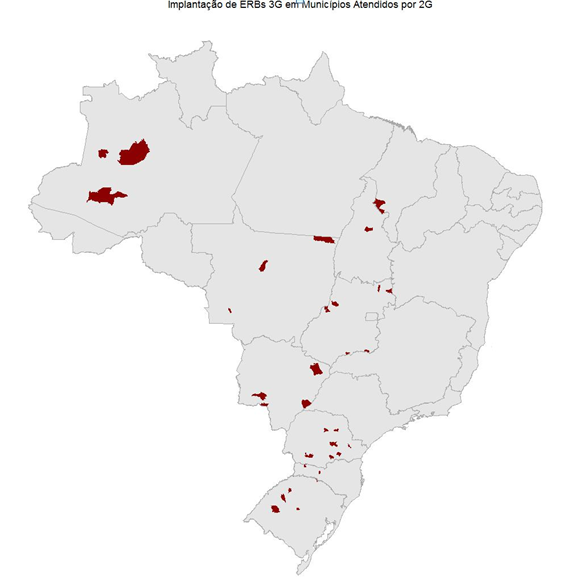 Implantação de ERBs 3G em Municípios Atendidos por 2G